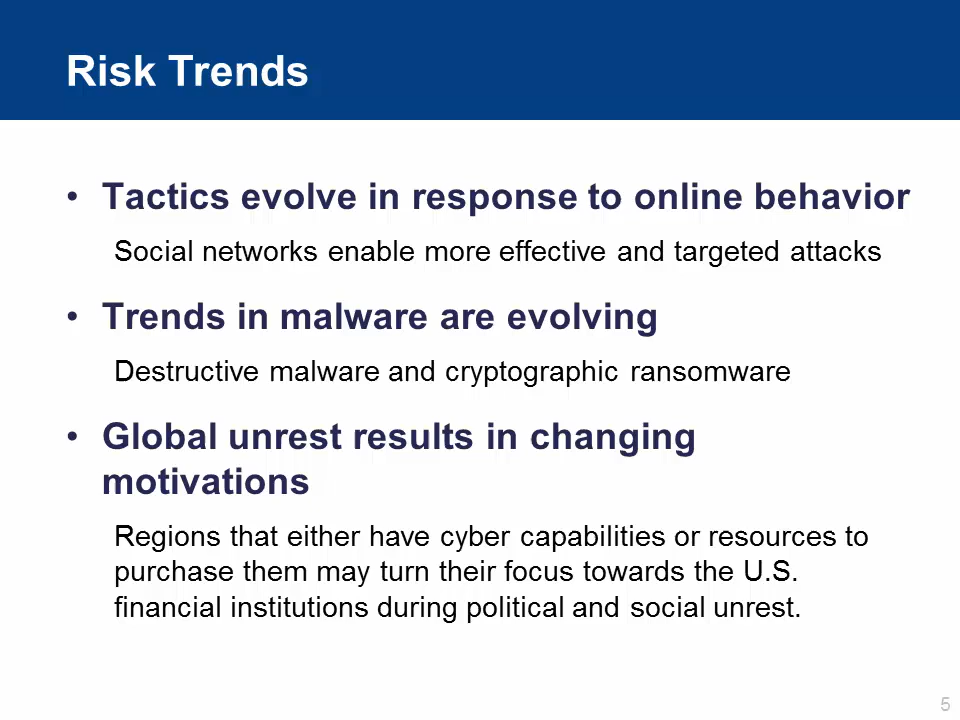 Risk Trends
• Tactics evolve in response to online behavior
Social networks enable more effective and targeted attacks
• Trends in malware are evolving
Destructive malware and cryptographic ransomware
• Global unrest results in changing
motivations
Regions that either have cyber capabilities or resources to
purchase them may turn their focus towards the U.S.
financial institutions during political and social unrest.
5